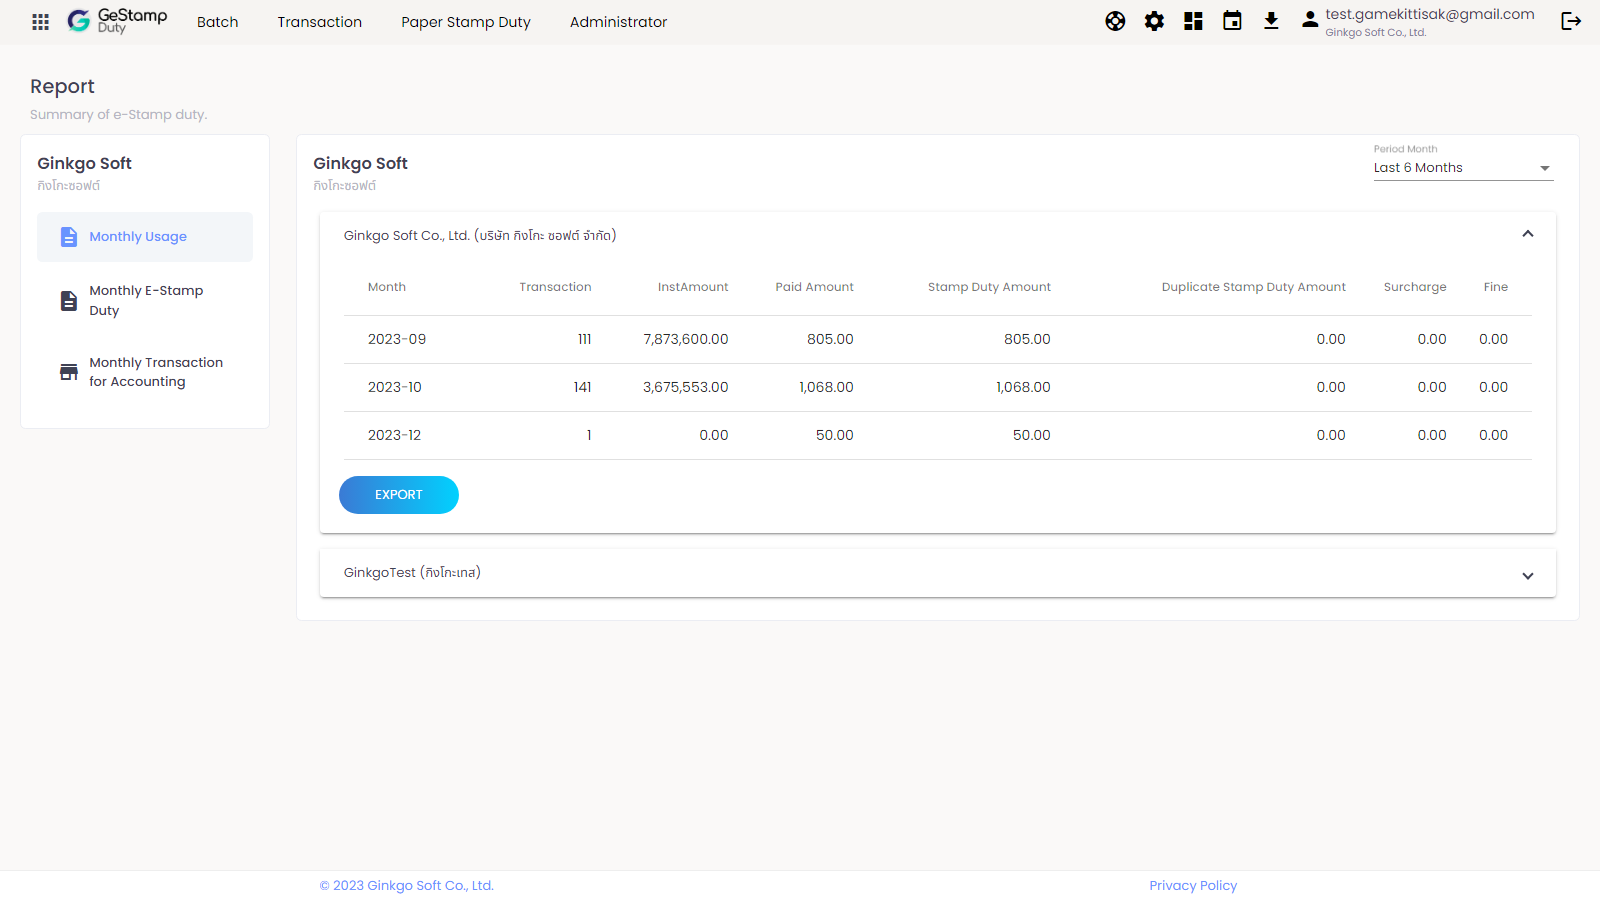 GeStamp
Duty
Batch
Transaction
Paper Stamp Duty
Administrator
test.gamekittisak@gmail.com
Ginkgo Soft Co., Ltd.
Report
Summary of e-Stamp duty.
Ginkgo Soft
กิงโกะซอฟต์
Monthly Usage
Monthly E-Stamp
Duty
Monthly Transaction
for Accounting
Ginkgo Soft
กิงโกะซอฟต์
Period Month
Last 6 Months
Ginkgo Soft Co., Ltd. (บริษัท กิงโกะ ซอฟต์ จำกัด)
Month Transaction InstAmount Paid Amount Stamp Duty Amount Duplicate Stamp Duty Amount Surcharge Fine
2023-09 111 7,873,600.00 805.00 805.00 0.00 0.00 0.00
2023-10 141 3,675,553.00 1,068.00 1,068.00 0.00 0.00 0.00
2023-12 1 0.00 50.00 50.00 0.00 0.00 0.00
EXPORT
GinkgoTest (กิงโกะเทส)
© 2023 Ginkgo Soft Co., Ltd.
Privacy Policy